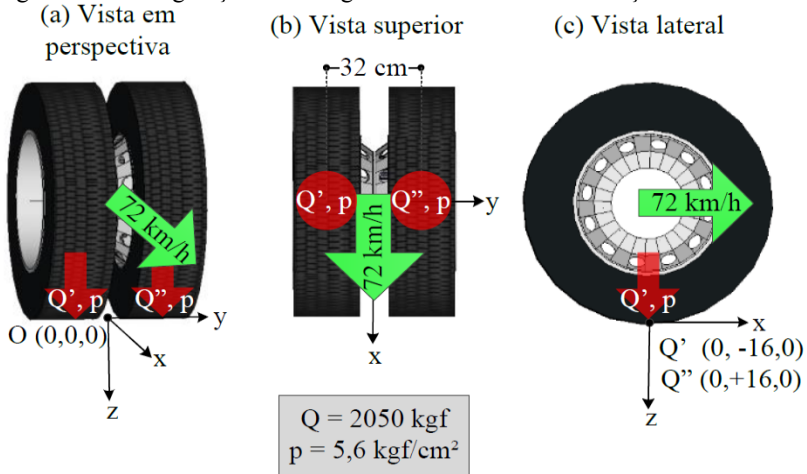 (a) Vista em
perspectiva
(b) Vista superior
(c) Vista lateral
72 km/h
Q’, p
Q”, p
O (0,0,0)
y
x
z
32 cm
Q’, p
Q”, p
y
72 km/h
x
72 km/h
Q’, p
x
Q’ (0, -16,0)
Q” (0,+16,0)
z
Q = 2050 kgf
p = 5,6 kgf/cm²